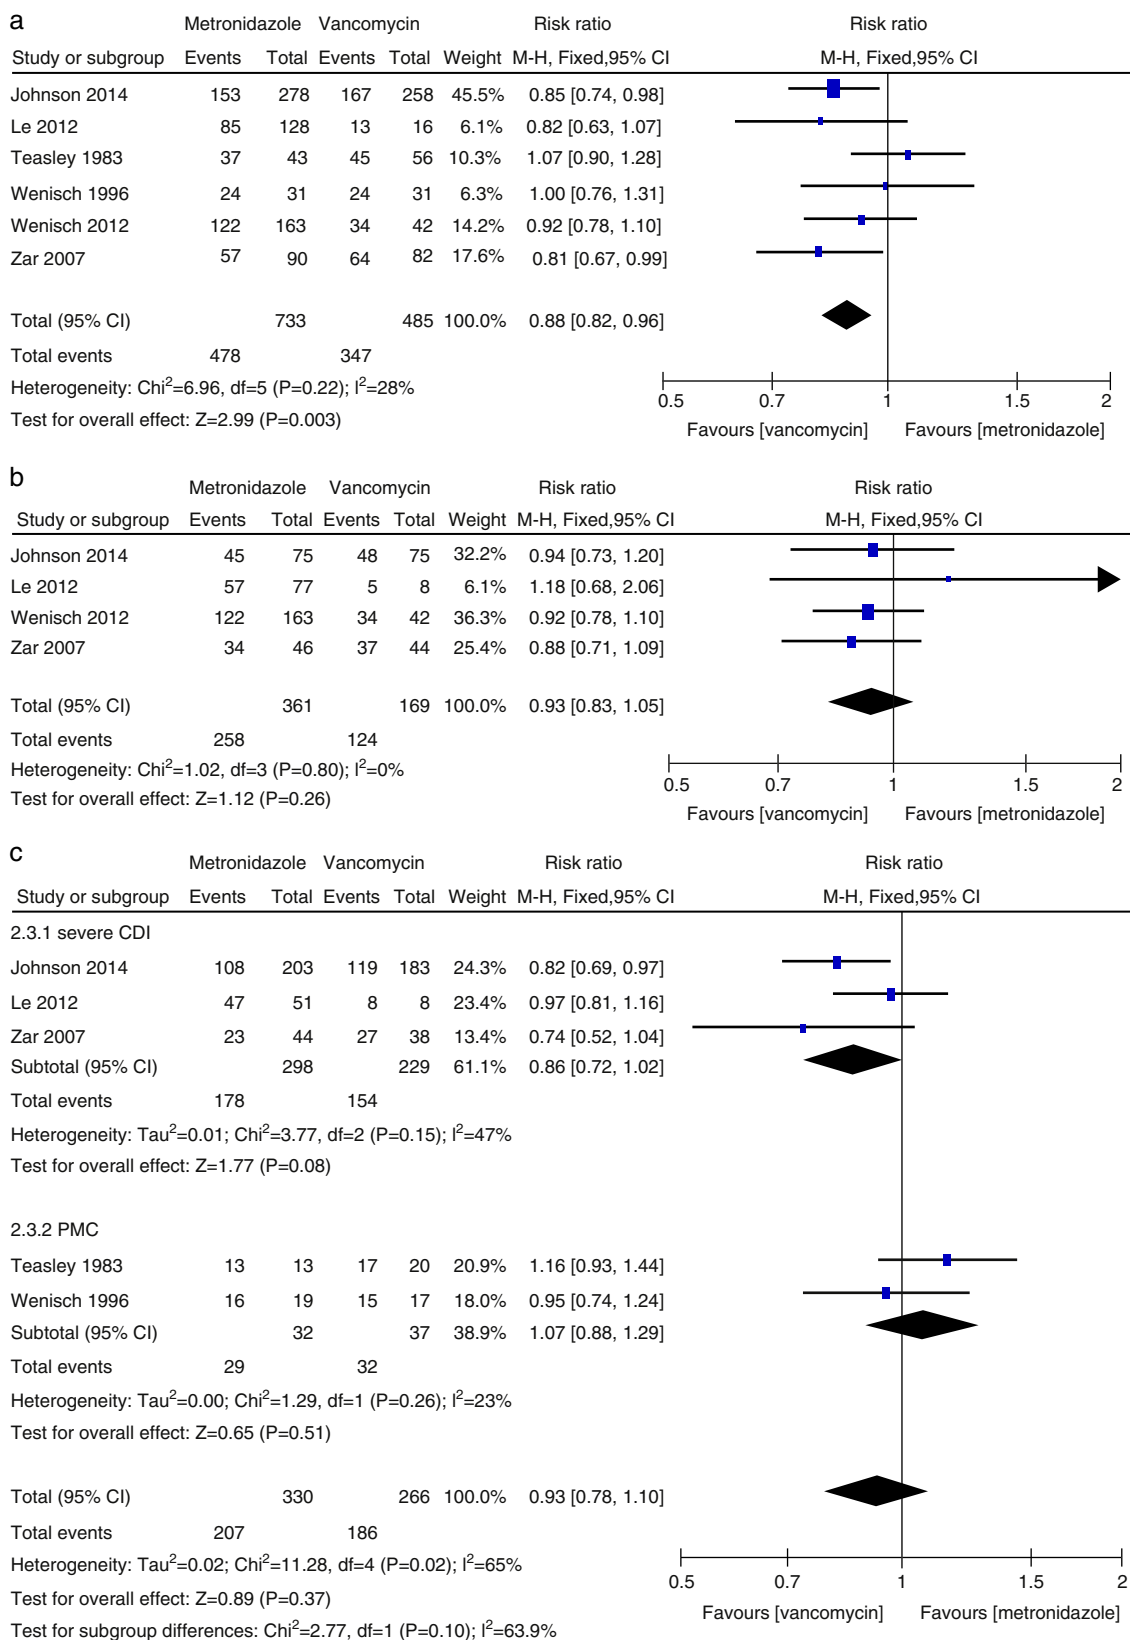 a
Metronidazole Vancomycin Risk ratio Risk ratio
Study or subgroup Events Total Events Total Weight M-H, Fixed,95% CI M-H, Fixed,95% CI
Johnson 2014 153 278 167 258 45.5% 0.85 [0.74, 0.98]
Le 2012 85 128 13 16 6.1% 0.82 [0.63, 1.07]
Teasley 1983 37 43 45 56 10.3% 1.07 [0.90, 1.28]
Wenisch 1996 24 31 24 31 6.3% 1.00 [0.76, 1.31]
Wenisch 2012 122 163 34 42 14.2% 0.92 [0.78, 1.10]
Zar 2007 57 90 64 82 17.6% 0.81 [0.67, 0.99]
Total (95% CI) 733 485 100.0% 0.88 [0.82, 0.96]
Total events 478 347
Heterogeneity: Chi²=6.96, df=5 (P=0.22); I²=28%
Test for overall effect: Z=2.99 (P=0.003)
0.5 0.7 1 1.5 2
Favours [vancomycin] Favours [metronidazole]
b
Metronidazole Vancomycin Risk ratio Risk ratio
Study or subgroup Events Total Events Total Weight M-H, Fixed,95% CI M-H, Fixed,95% CI
Johnson 2014 45 75 48 75 32.2% 0.94 [0.73, 1.20]
Le 2012 57 77 5 8 6.1% 1.18 [0.68, 2.06]
Wenisch 2012 122 163 34 42 36.3% 0.92 [0.78, 1.10]
Zar 2007 34 46 37 44 25.4% 0.88 [0.71, 1.09]
Total (95% CI) 361 169 100.0% 0.93 [0.83, 1.05]
Total events 258 124
Heterogeneity: Chi²=1.02, df=3 (P=0.80); I²=0%
Test for overall effect: Z=1.12 (P=0.26)
0.5 0.7 1 1.5 2
Favours [vancomycin] Favours [metronidazole]
c
Metronidazole Vancomycin Risk ratio Risk ratio
Study or subgroup Events Total Events Total Weight M-H, Fixed,95% CI M-H, Fixed,95% CI
2.3.1 severe CDI
Johnson 2014 108 203 119 183 24.3% 0.82 [0.69, 0.97]
Le 2012 47 51 8 8 23.4% 0.97 [0.81, 1.16]
Zar 2007 23 44 27 38 13.4% 0.74 [0.52, 1.04]
Subtotal (95% CI) 298 229 61.1% 0.86 [0.72, 1.02]
Total events 178 154
Heterogeneity: Tau²=0.01; Chi²=3.77, df=2 (P=0.15); I²=47%
Test for overall effect: Z=1.77 (P=0.08)
2.3.2 PMC
Teasley 1983 13 13 17 20 20.9% 1.16 [0.93, 1.44]
Wenisch 1996 16 19 15 17 18.0% 0.95 [0.74, 1.24]
Subtotal (95% CI) 32 37 38.9% 1.07 [0.88, 1.29]
Total events 29 32
Heterogeneity: Tau²=0.00; Chi²=1.29, df=1 (P=0.26); I²=23%
Test for overall effect: Z=0.65 (P=0.51)
Total (95% CI) 330 266 100.0% 0.93 [0.78, 1.10]
Total events 207 186
Heterogeneity: Tau²=0.02; Chi²=11.28, df=4 (P=0.02); I²=65%
Test for overall effect: Z=0.89 (P=0.37)
Test for subgroup differences: Chi²=2.77, df=1 (P=0.10); I²=63.9%
0.5 0.7 1 1.5 2
Favours [vancomycin] Favours [metronidazole]